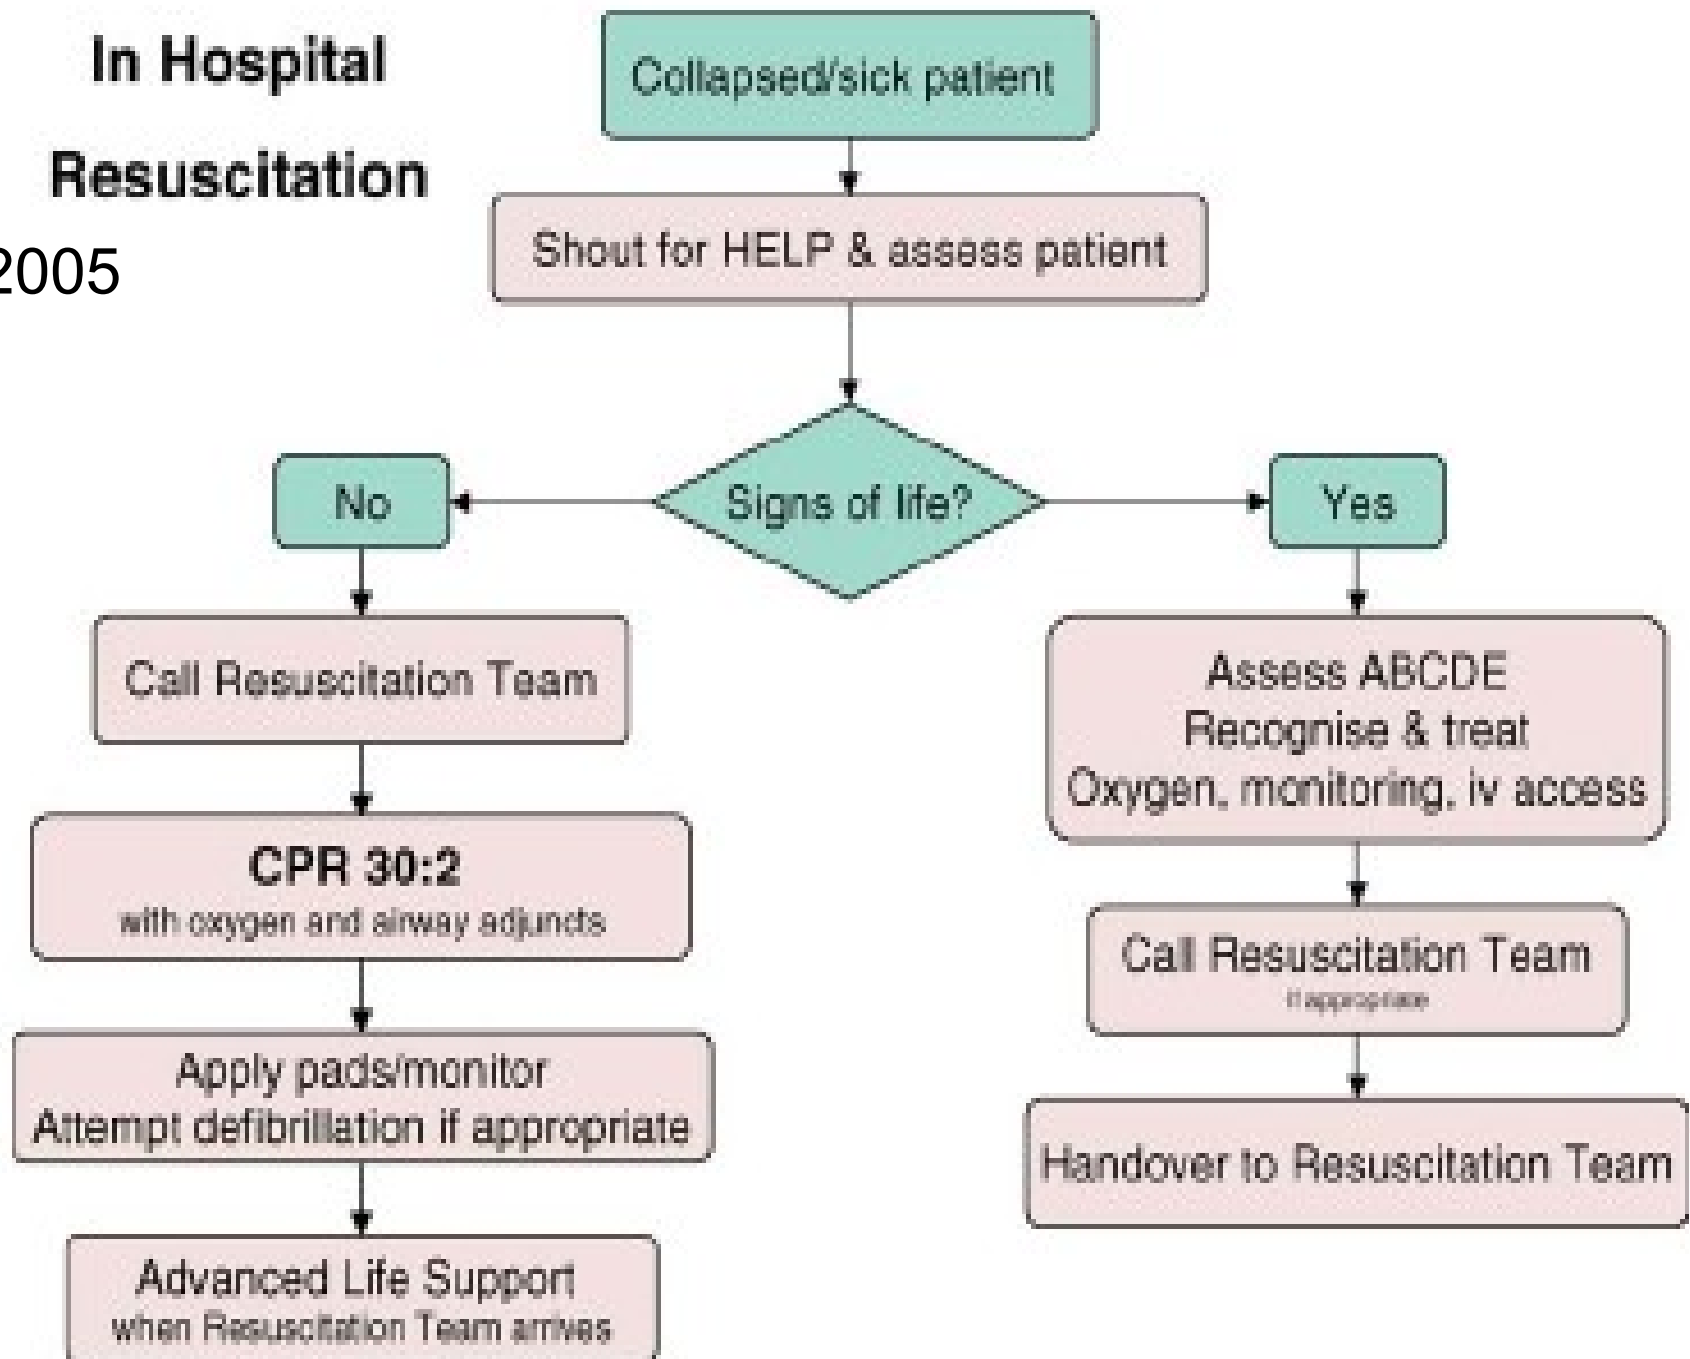 In Hospital
Resuscitation
2005
Collapsed/sick patient
Shout for HELP & assess patient
Signs of life?
No
Yes
Call Resuscitation Team
CPR 30:2
with oxygen and airway adjuncts
Apply pads/monitor
Attempt defibrillation if appropriate
Advanced Life Support
when Resuscitation Team arrives
Assess ABCDE
Recognise & treat
Oxygen, monitoring, iv access
Call Resuscitation Team
If appropriate
Handover to Resuscitation Team